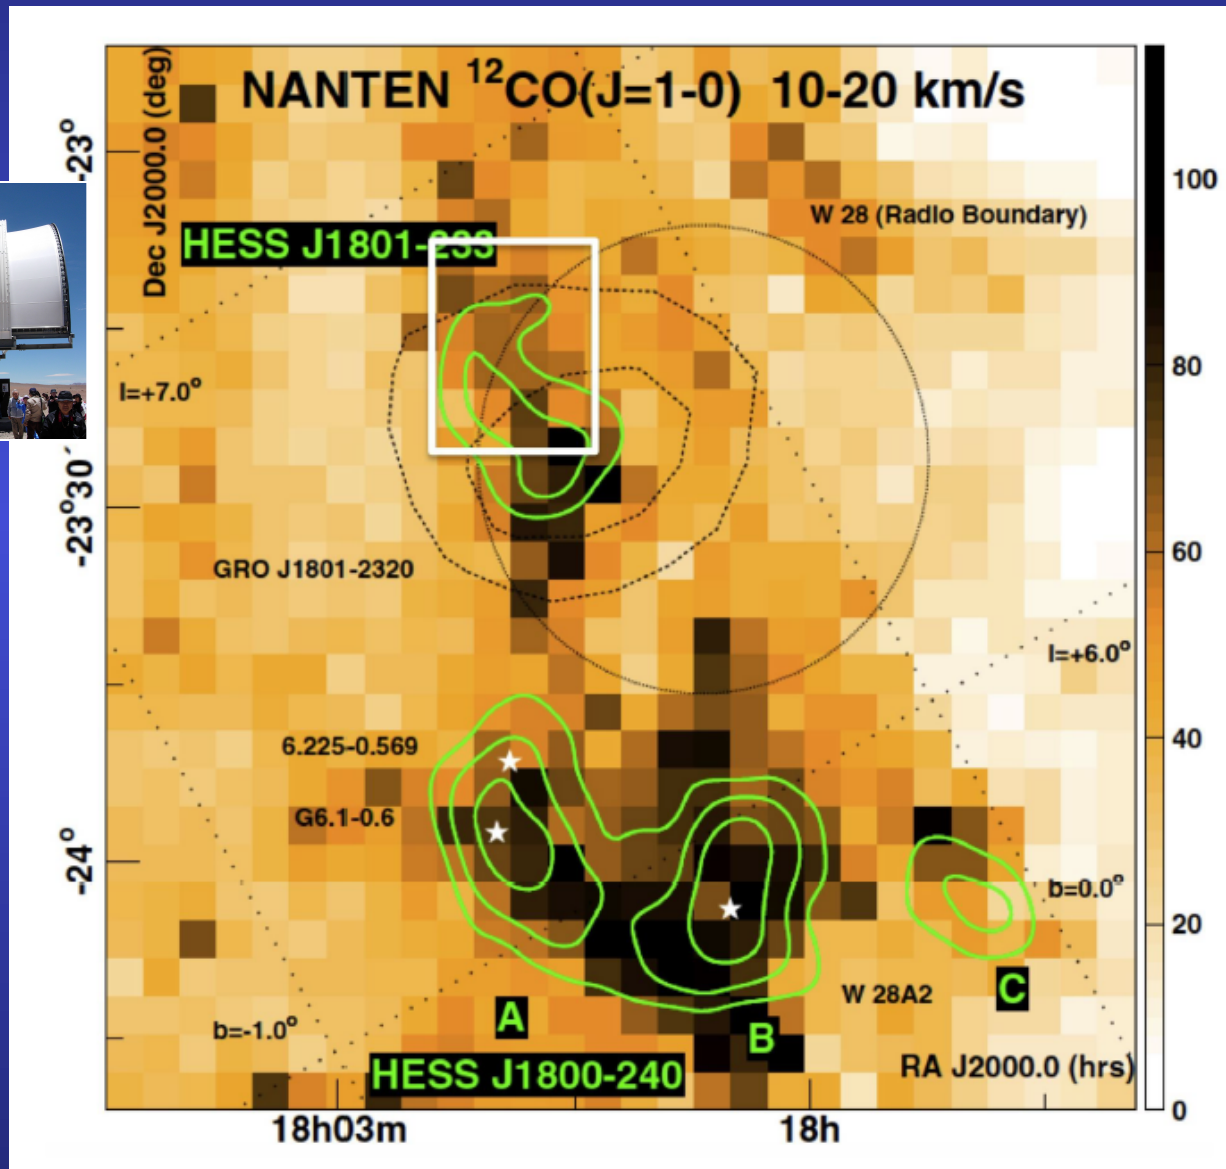 NANTEN ¹²CO(J=1-0) 10-20 km/s
Dec J2000.0 (deg)
-23°
100
W 28 (Radio Boundary)
HESS J1801-233
80
l=+7.0°
-23°30´
60
GRO J1801-2320
l=+6.0°
6.225-0.569
40
G6.1-0.6
-24°
b=0.0°
20
W 28A2
C
A
b=-1.0°
B
RA J2000.0 (hrs)
HESS J1800-240
0
18h03m
18h